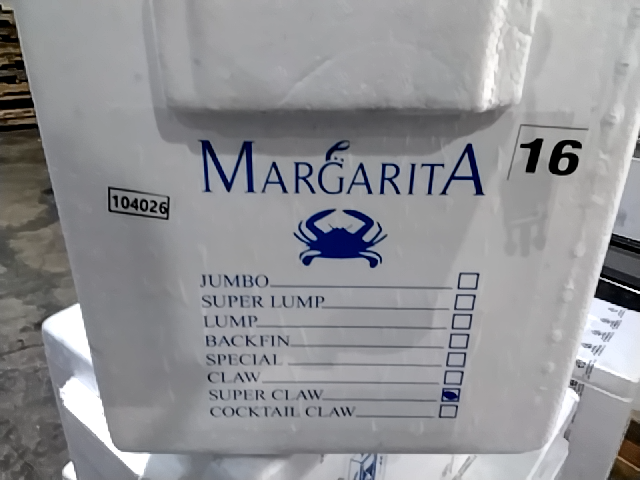 MARGARITA
16
104026
JUMBO
SUPER LUMP
LUMP
BACKFIN
SPECIAL
CLAW
SUPER CLAW
COCKTAIL CLAW